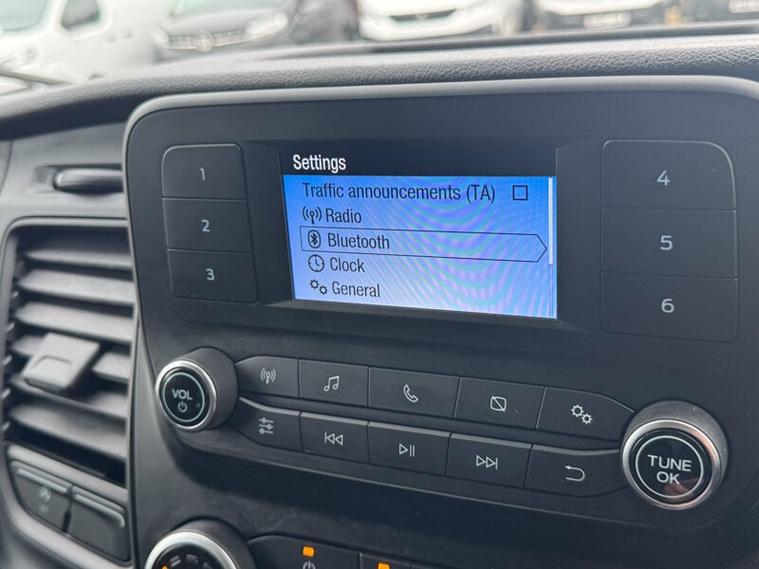 Settings
Traffic announcements (TA)
Radio
Bluetooth
Clock
General
1
2
3
4
5
6
VOL
TUNE
OK